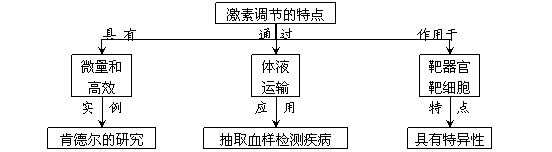 激素调节的特点
具有 通过 作用于
微量和 体液 靶器官
高效 运输 靶细胞
实例 应用 特点
肯德尔的研究 抽取血样检测疾病 具有特异性